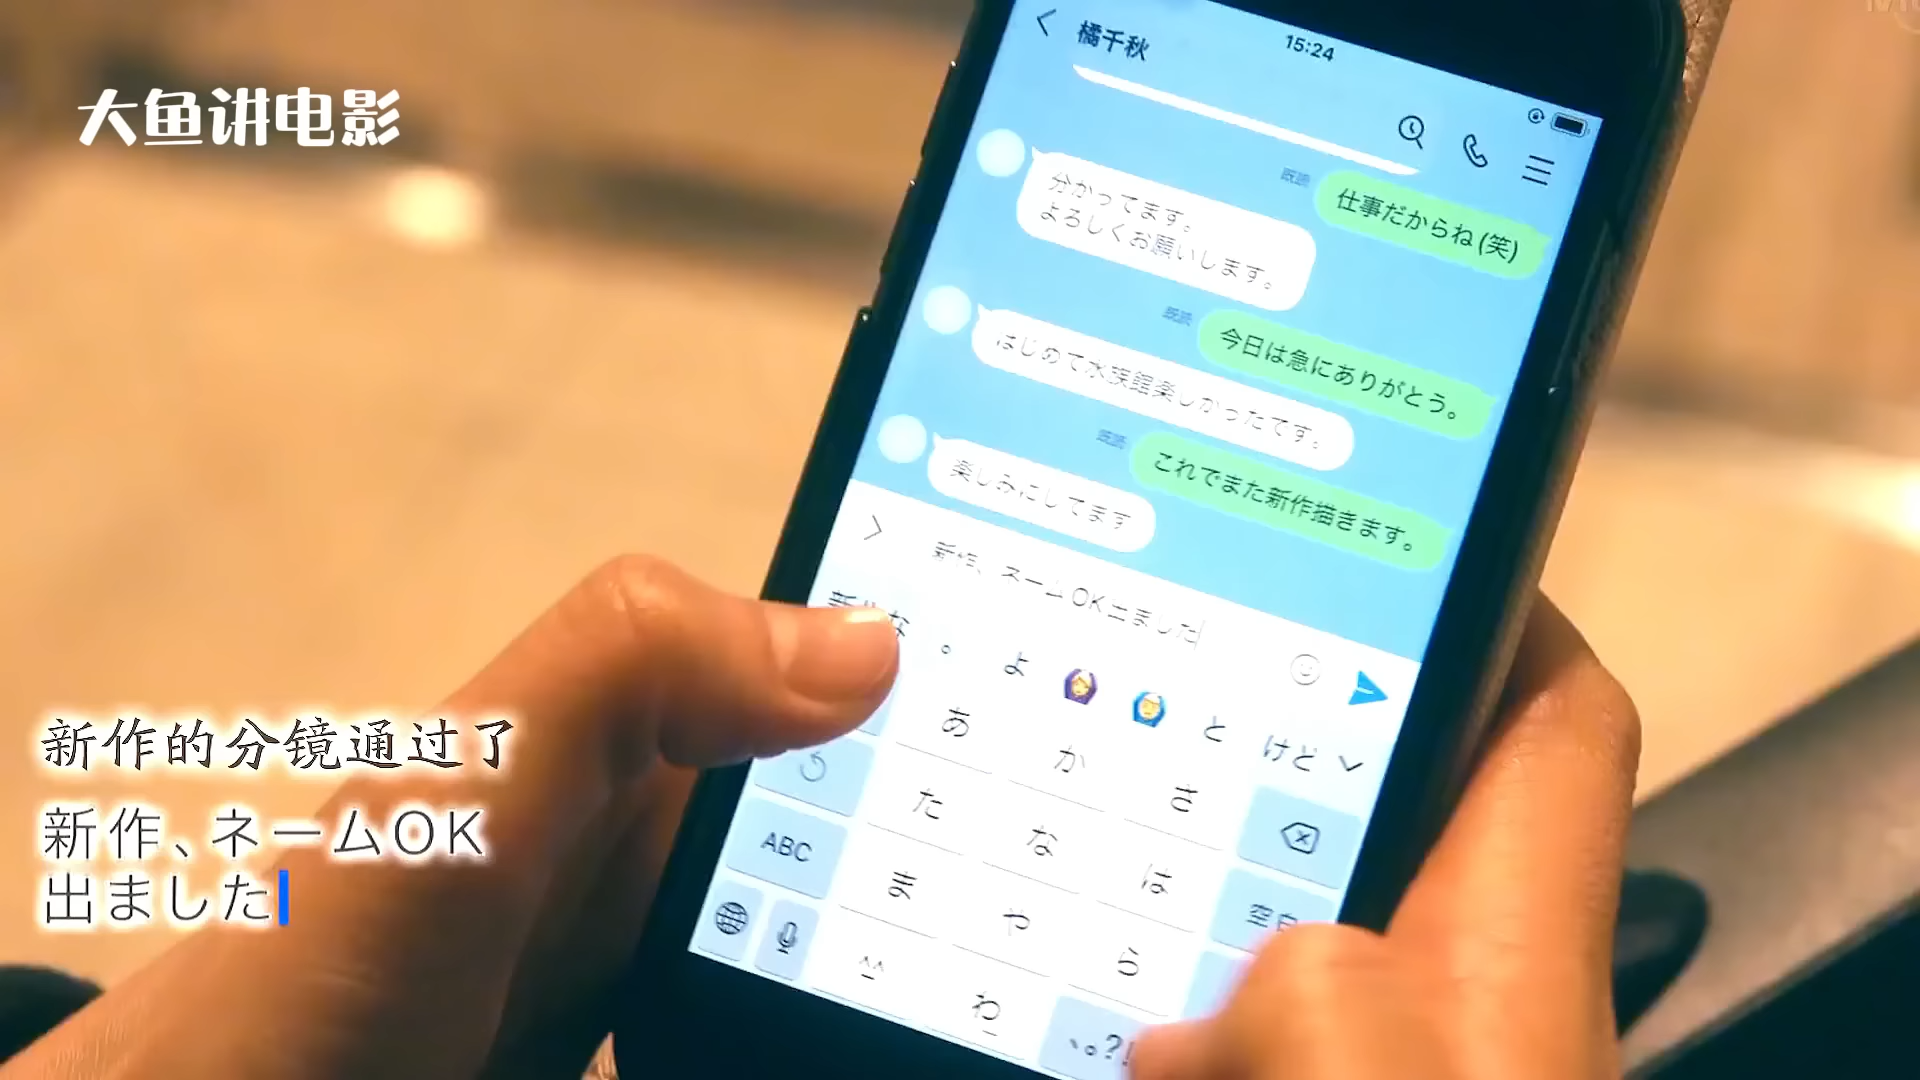 大鱼讲电影
橘千秋
15:24
既読
仕事だからね(笑)
分かってます。
よろしくお願いします。
既読
今日は急にありがとう。
はじめて水族館楽しかったです。
既読
これでまた新作描きます。
楽しみにしてます
新作、ネームOK出ました
。 よ と けど
あ か さ
た な は
ABC ま や ら 空白
^^ わ 、。?!
新作的分镜通过了
新作、ネームOK
出ました